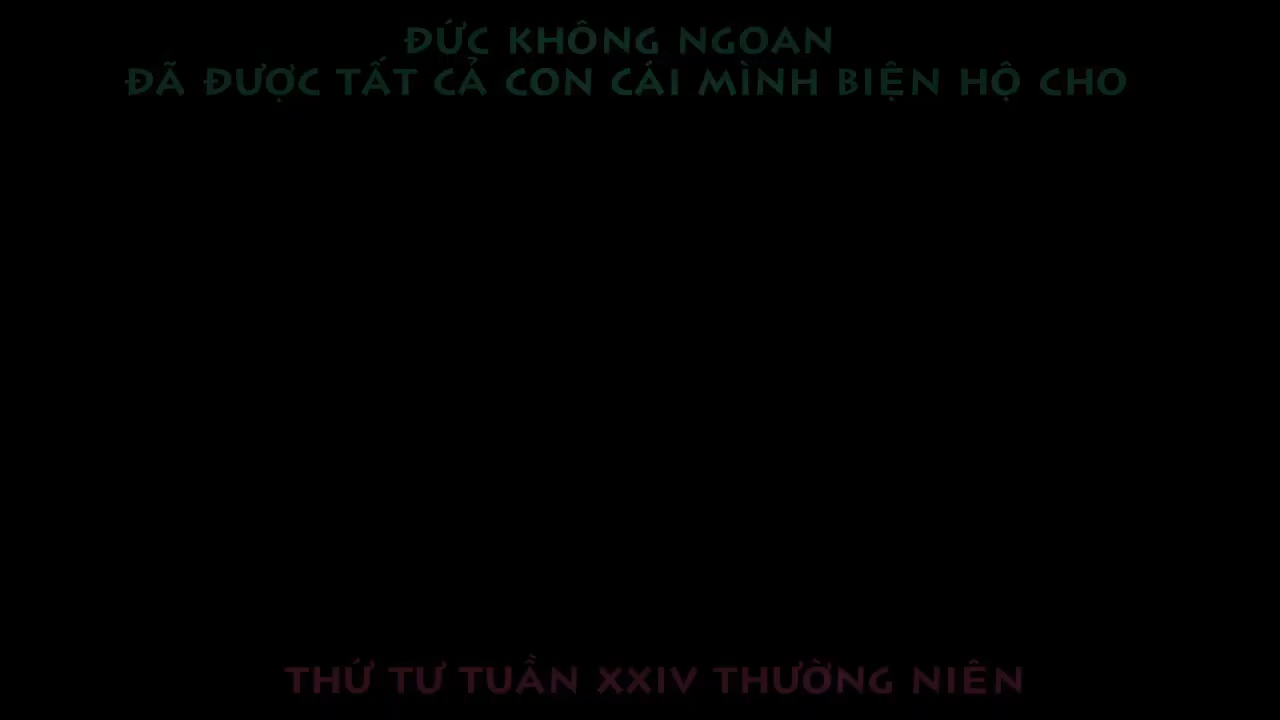 ĐỨC KHÔNG NGOAN
ĐÃ ĐƯỢC TẤT CẢ CON CÁI MÌNH BIỆN HỘ CHO
THỨ TƯ TUẦN XXIV THƯỜNG NIÊN